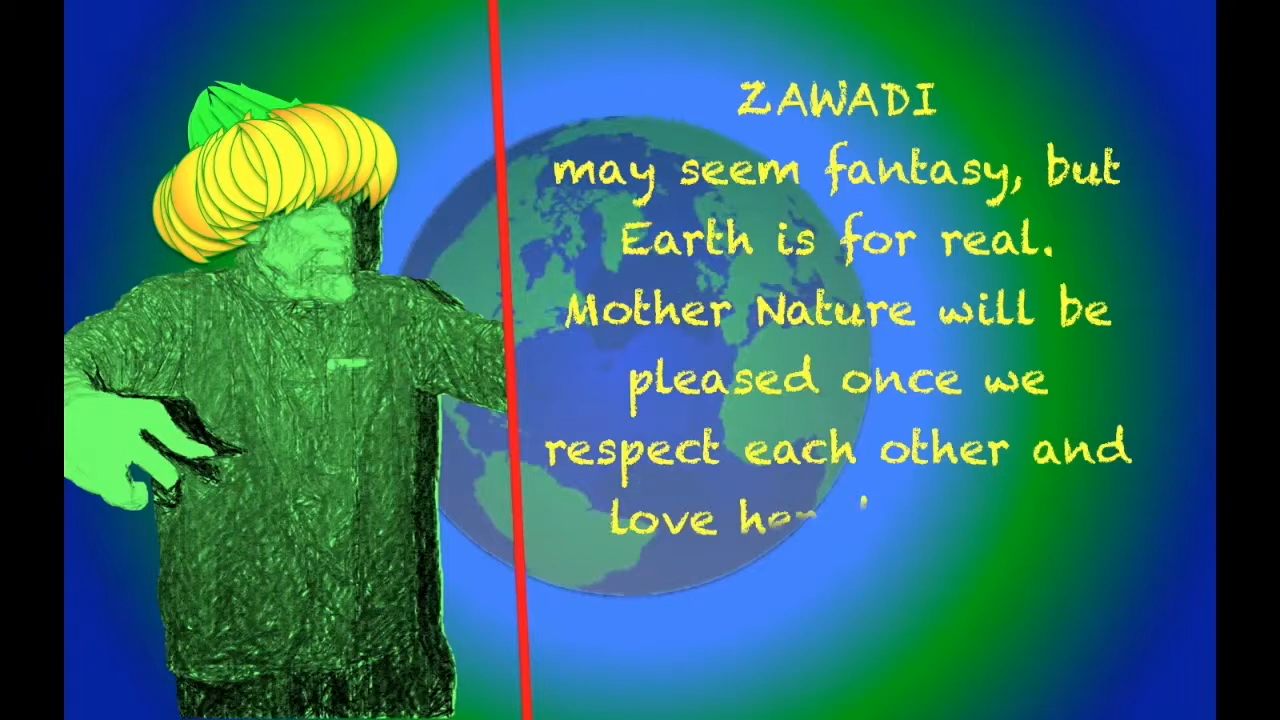 ZAWADI
may seem fantasy, but
Earth is for real.
Mother Nature will be
pleased once we
respect each other and
love